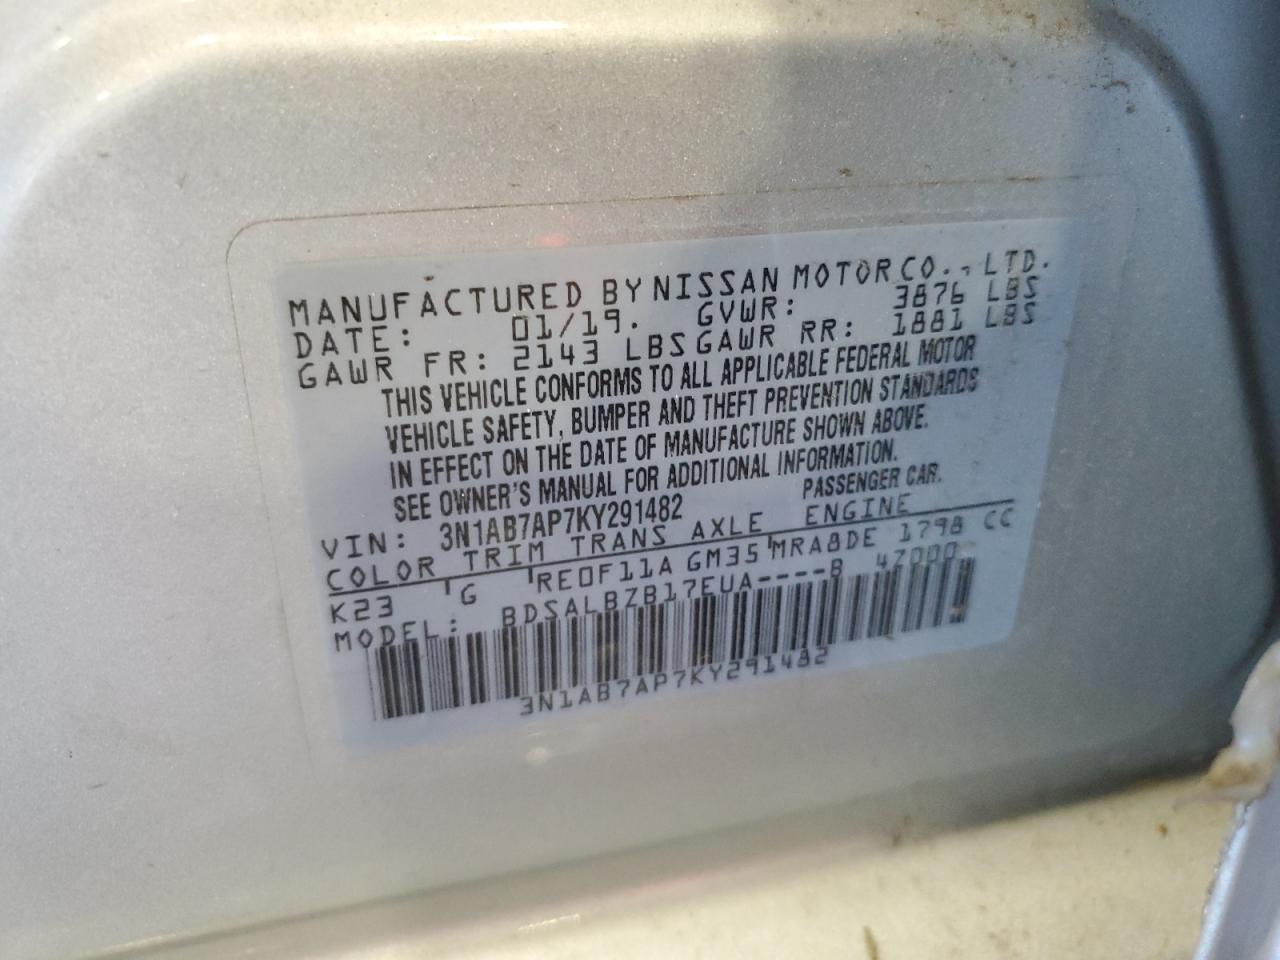 MANUFACTURED BY NISSAN MOTOR CO., LTD.
DATE: 01/19. GVWR: 3876 LBS
GAWR FR: 2143 LBS GAWR RR: 1881 LBS
THIS VEHICLE CONFORMS TO ALL APPLICABLE FEDERAL MOTOR
VEHICLE SAFETY, BUMPER AND THEFT PREVENTION STANDARDS
IN EFFECT ON THE DATE OF MANUFACTURE SHOWN ABOVE.
SEE OWNER'S MANUAL FOR ADDITIONAL INFORMATION.
VIN: 3N1AB7AP7KY291482 PASSENGER CAR.
COLOR TRIM TRANS AXLE ENGINE
K23 G RE0F11A GM35 MRA8DE 1798 CC
MODEL: BDSALBZB17EUA----B 47000
3N1AB7AP7KY291482